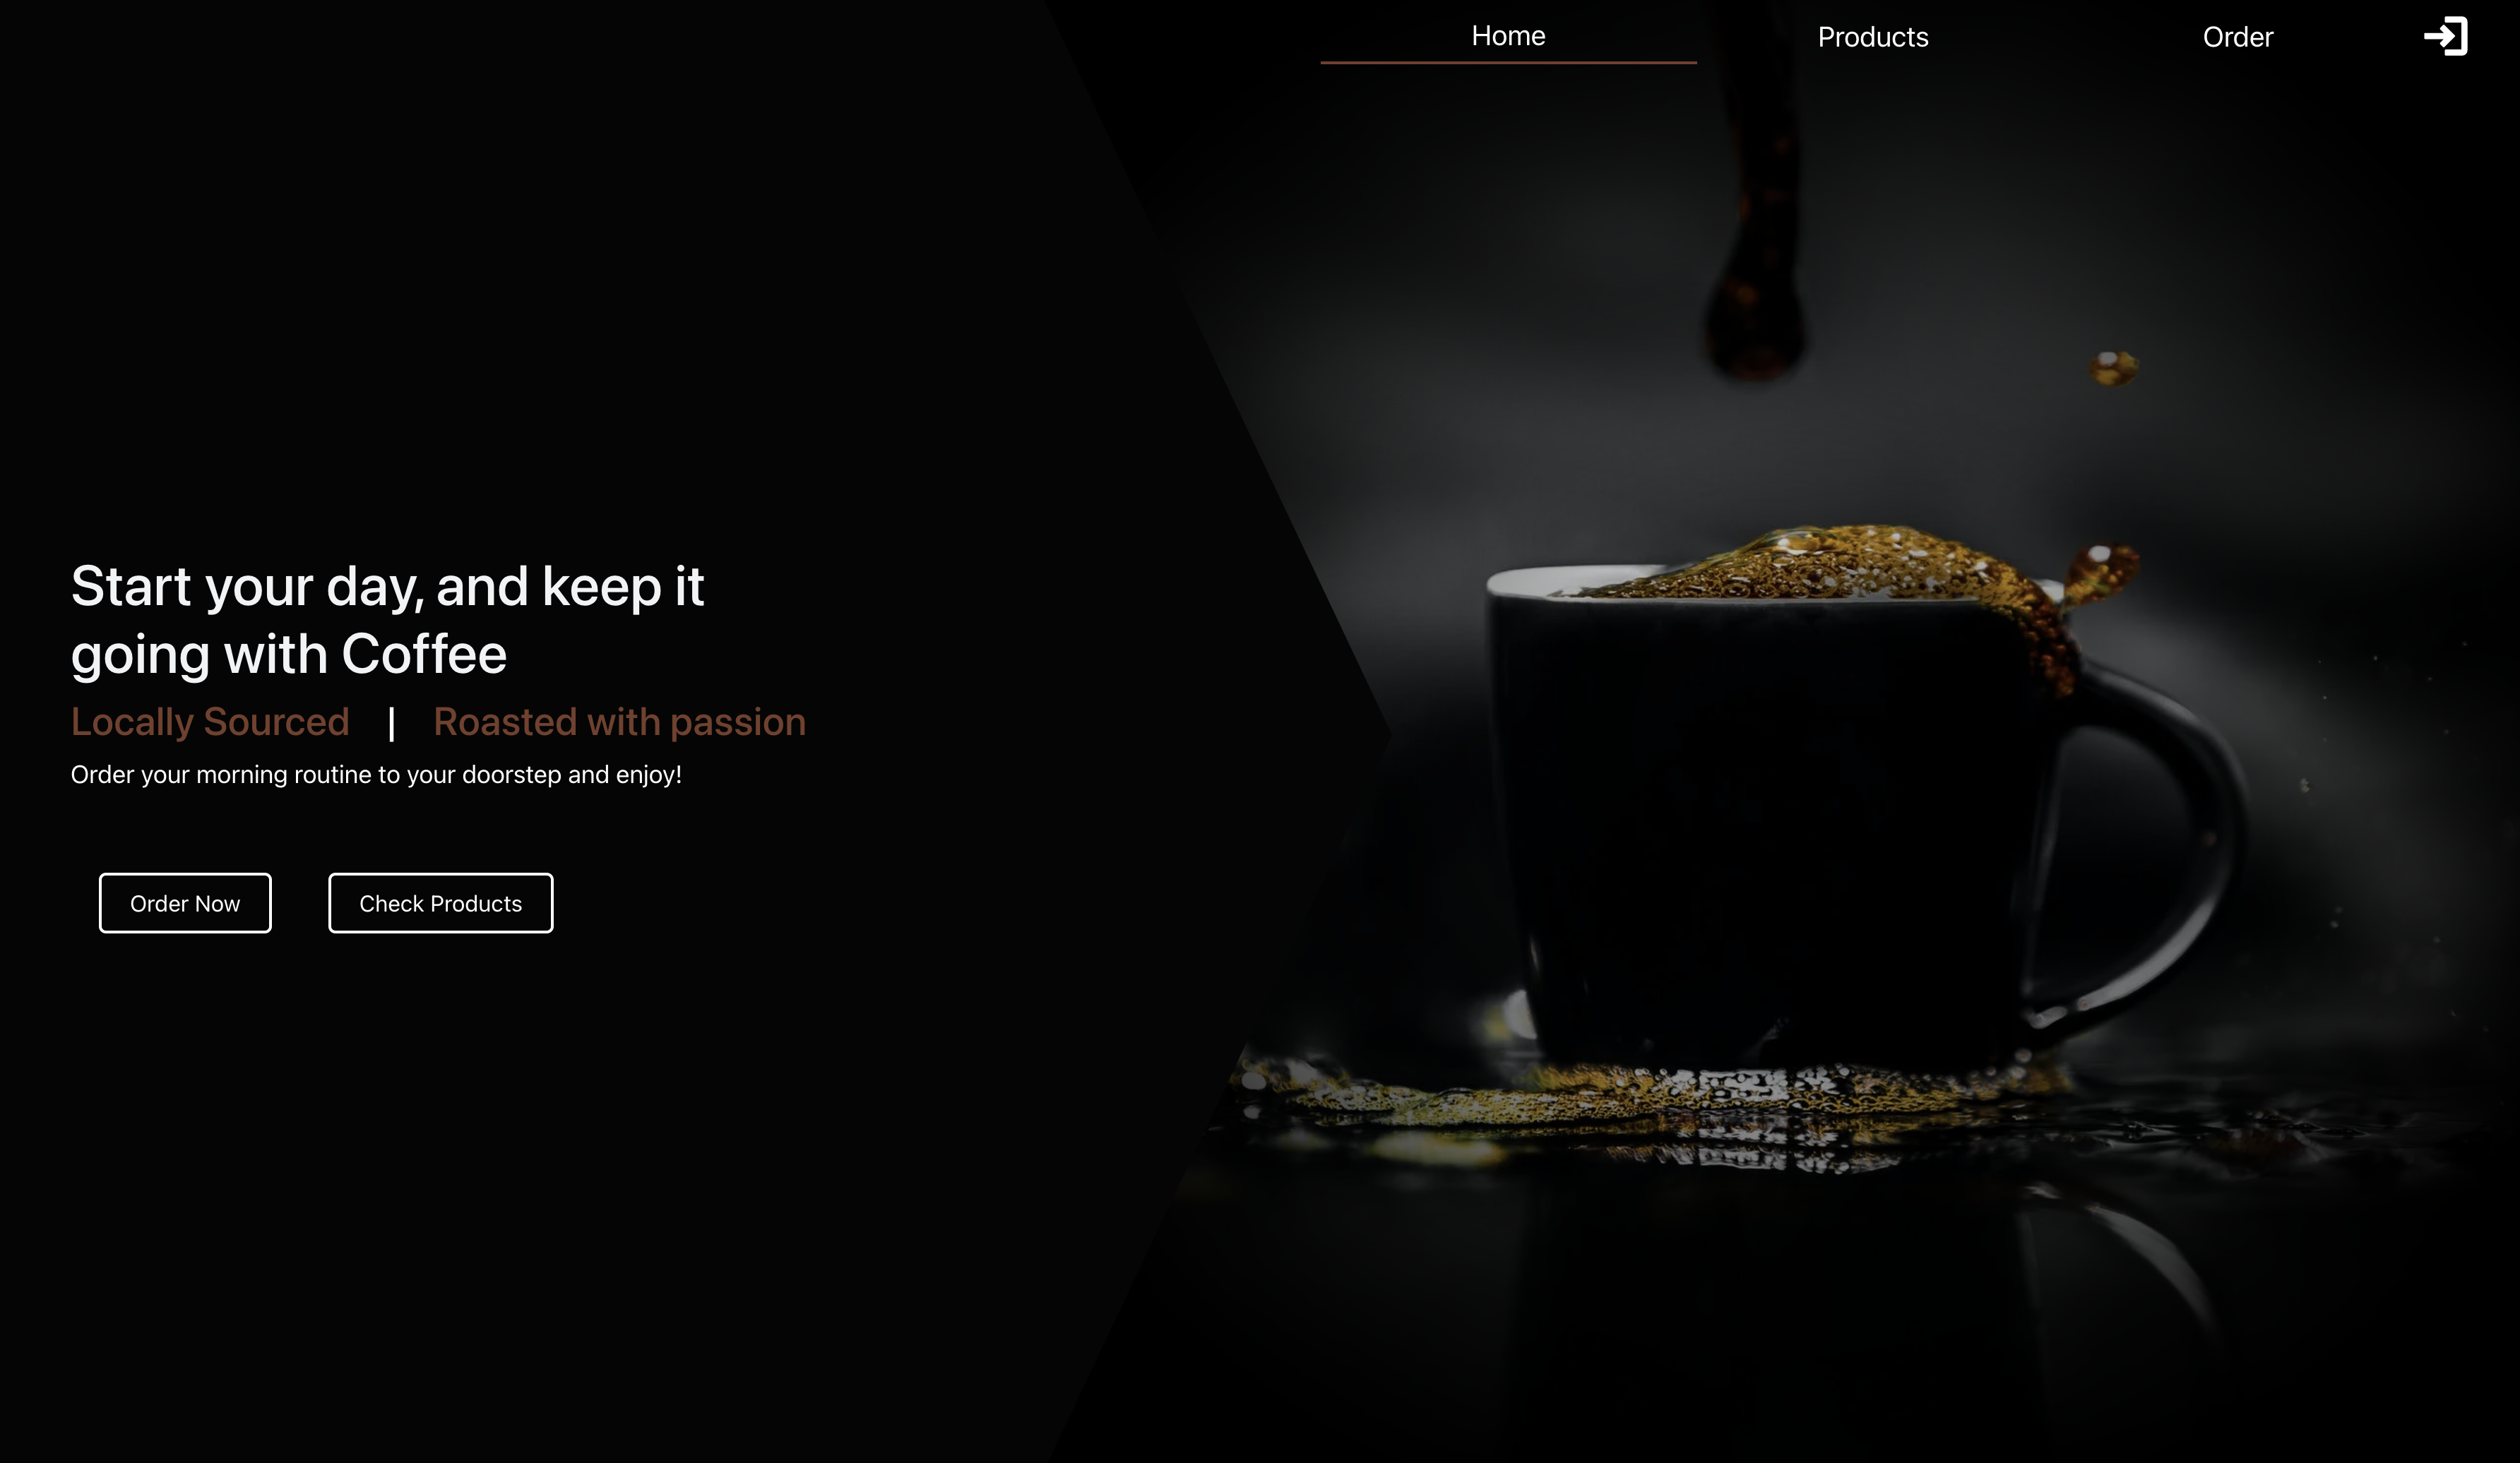 Home
Products
Order
Start your day, and keep it
going with Coffee
Locally Sourced | Roasted with passion
Order your morning routine to your doorstep and enjoy!
Order Now
Check Products